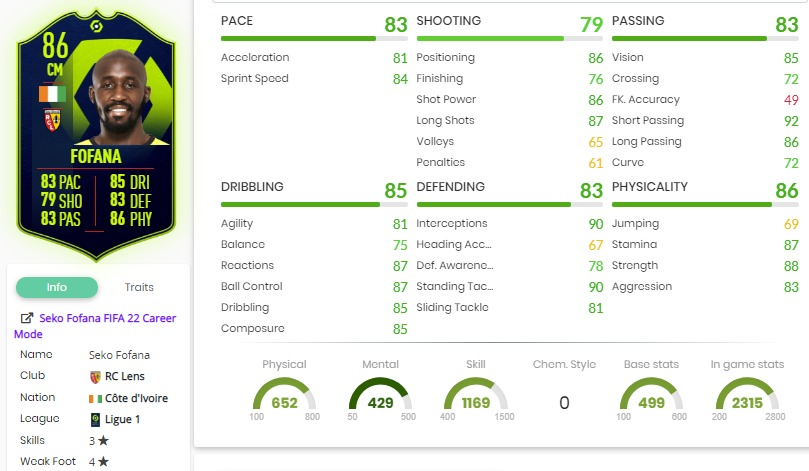 86
CM
FOFANA
83 PAC 85 DRI
79 SHO 83 DEF
83 PAS 86 PHY
Info Traits
Seko Fofana FIFA 22 Career
Mode
Name Seko Fofana
Club RC Lens
Nation Côte d'Ivoire
League Ligue 1
Skills 3 ★
Weak Foot 4 ★
PACE 83
Acceleration 81
Sprint Speed 84
SHOOTING 79
Positioning 86
Finishing 76
Shot Power 86
Long Shots 87
Volleys 65
Penalties 61
PASSING 83
Vision 85
Crossing 72
FK. Accuracy 49
Short Passing 92
Long Passing 86
Curve 72
DRIBBLING 85
Agility 81
Balance 75
Reactions 87
Ball Control 87
Dribbling 85
Composure 85
DEFENDING 83
Interceptions 90
Heading Acc... 67
Def. Awarene... 78
Standing Tac... 90
Sliding Tackle 81
PHYSICALITY 86
Jumping 69
Stamina 87
Strength 88
Aggression 83
Physical
652
100 800
Mental
429
50 500
Skill
1169
400 1500
Chem. Style
0
Base stats
499
100 600
In game stats
2315
200 2800